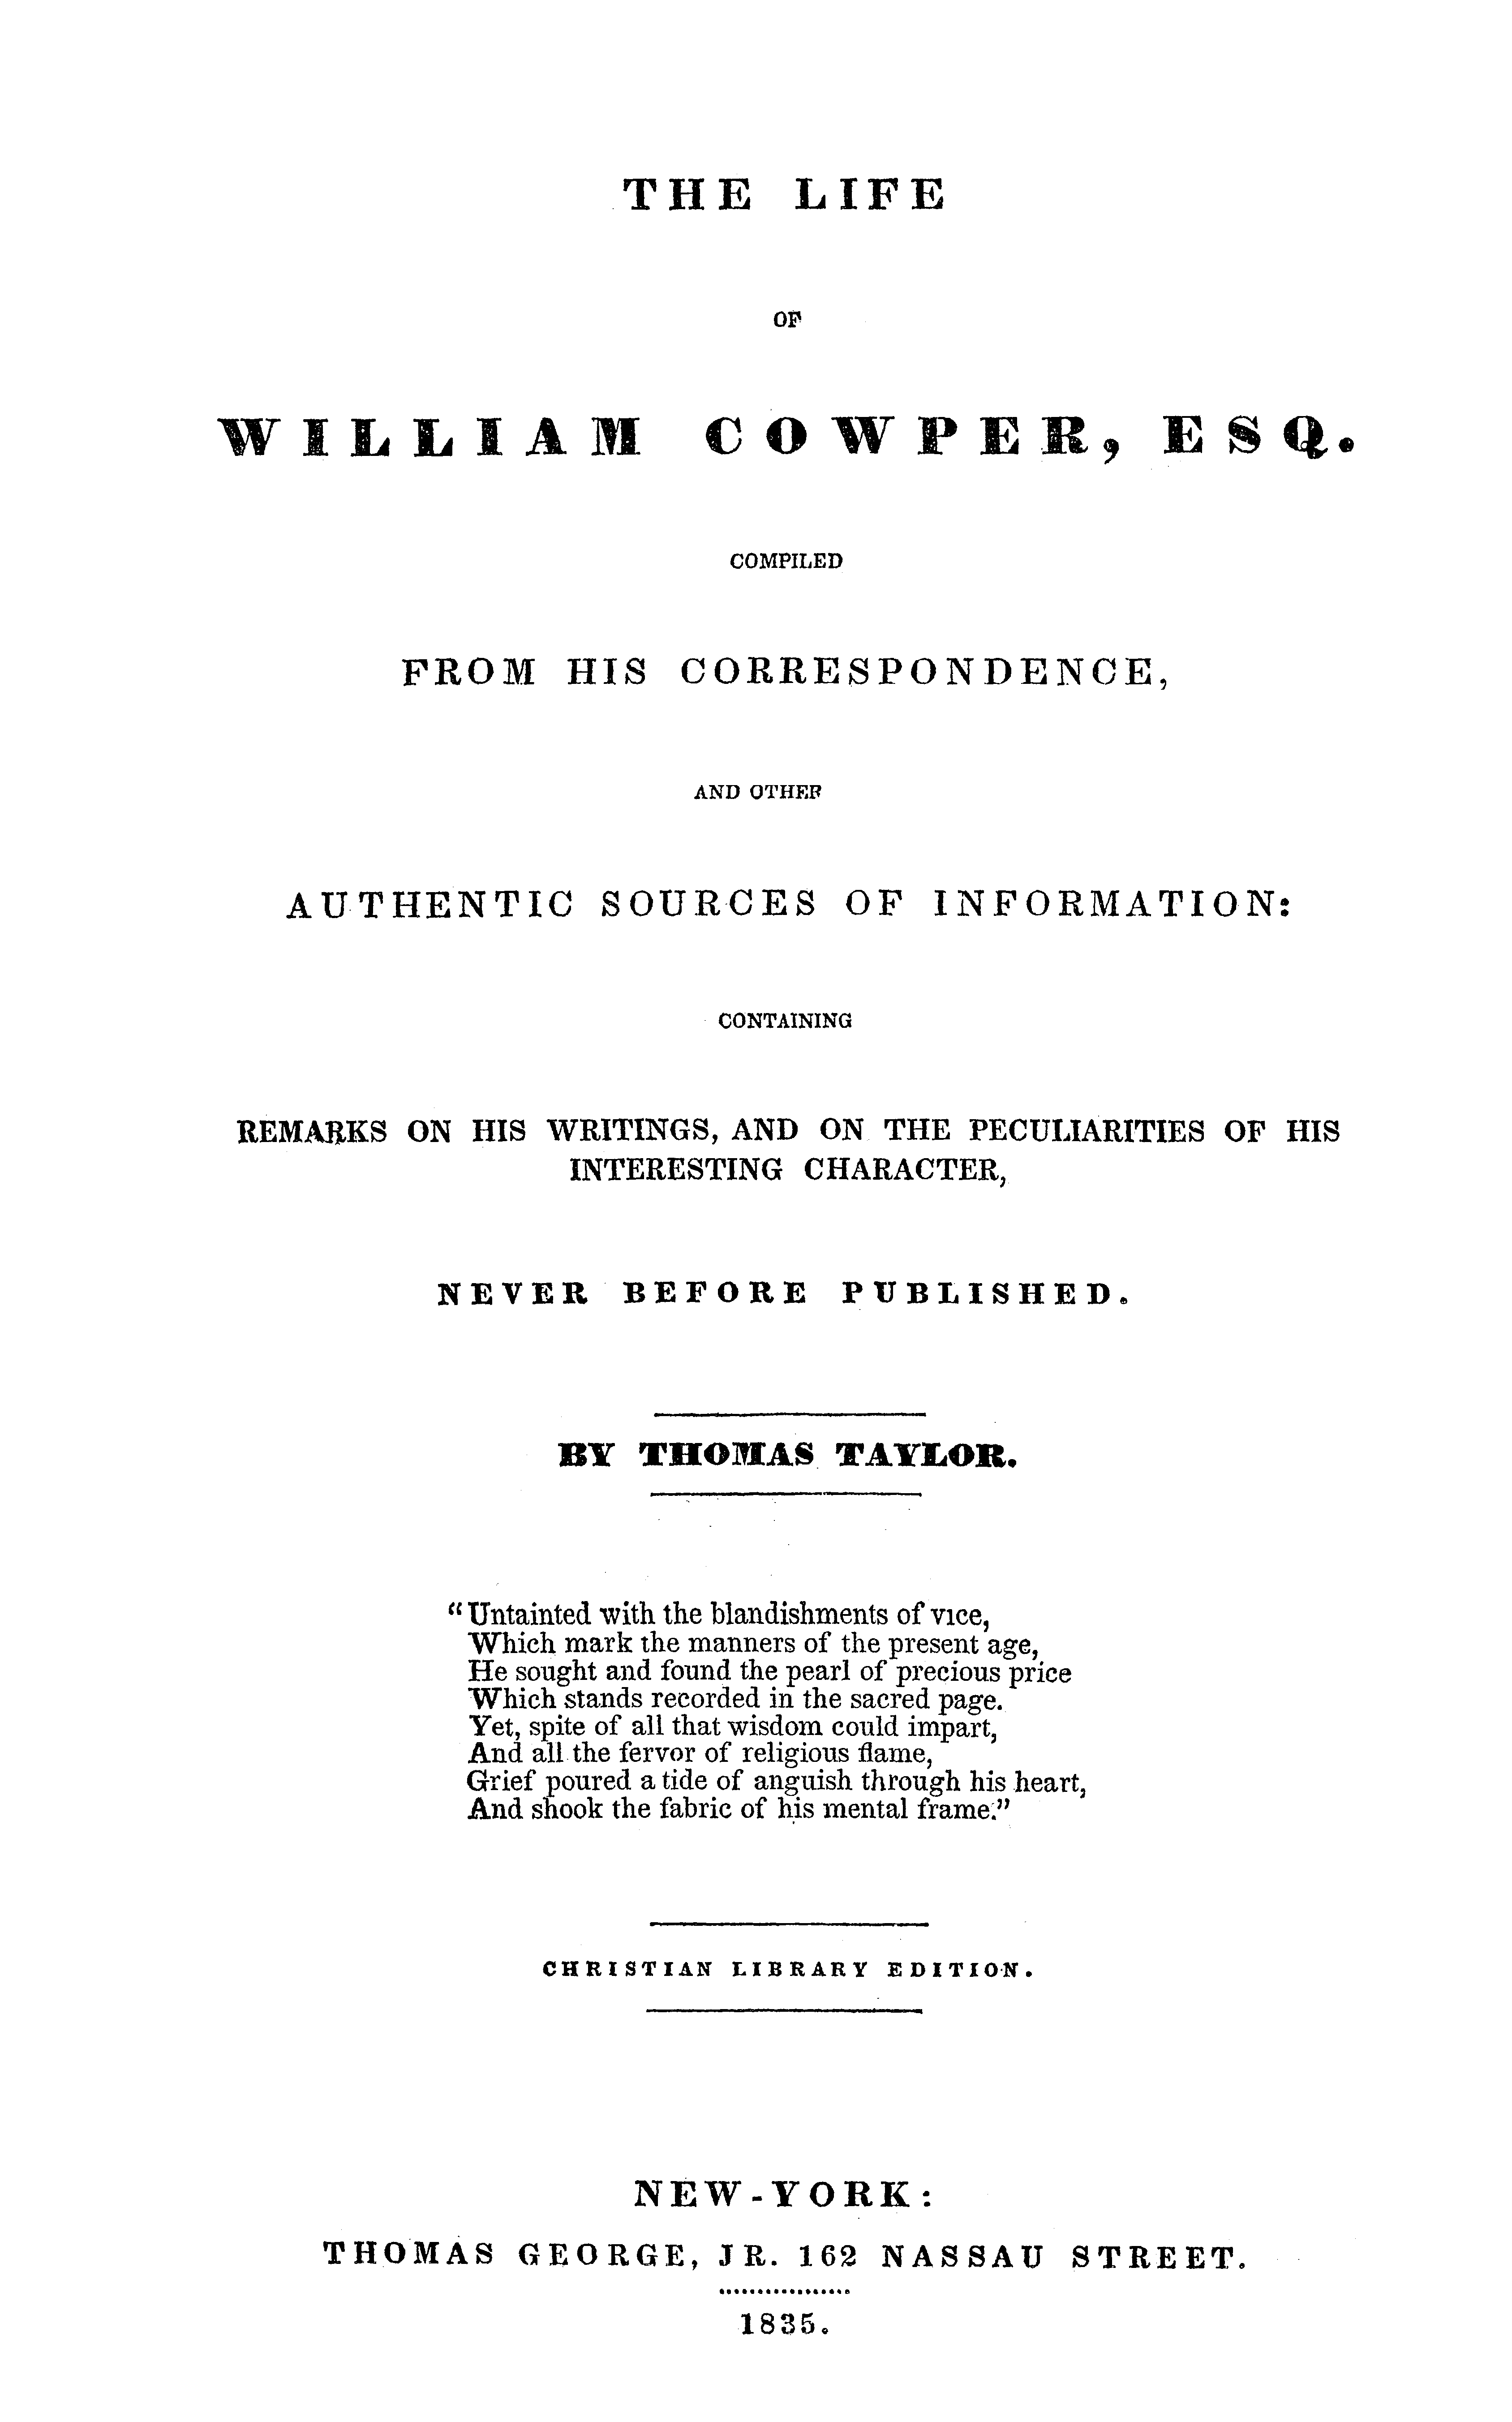 THE LIFE
OF
WILLIAM COWPER, ESQ.
COMPILED
FROM HIS CORRESPONDENCE,
AND OTHER
AUTHENTIC SOURCES OF INFORMATION:
CONTAINING
REMARKS ON HIS WRITINGS, AND ON THE PECULIARITIES OF HIS
INTERESTING CHARACTER,
NEVER BEFORE PUBLISHED.
BY THOMAS TAYLOR.
“Untainted with the blandishments of vice,
Which mark the manners of the present age,
He sought and found the pearl of precious price
Which stands recorded in the sacred page.
Yet, spite of all that wisdom could impart,
And all the fervor of religious flame,
Grief poured a tide of anguish through his heart,
And shook the fabric of his mental frame.”
CHRISTIAN LIBRARY EDITION.
NEW-YORK:
THOMAS GEORGE, JR. 162 NASSAU STREET.
1835.